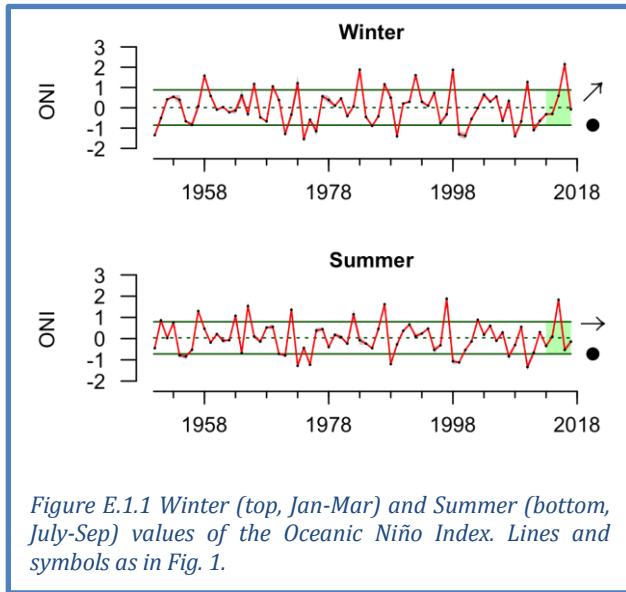 Winter
ONI
3
2
1
0
-1
-2
1958 1978 1998 2018
Summer
ONI
3
2
1
0
-1
-2
1958 1978 1998 2018
Figure E.1.1 Winter (top, Jan-Mar) and Summer (bottom,
July-Sep) values of the Oceanic Niño Index. Lines and
symbols as in Fig. 1.